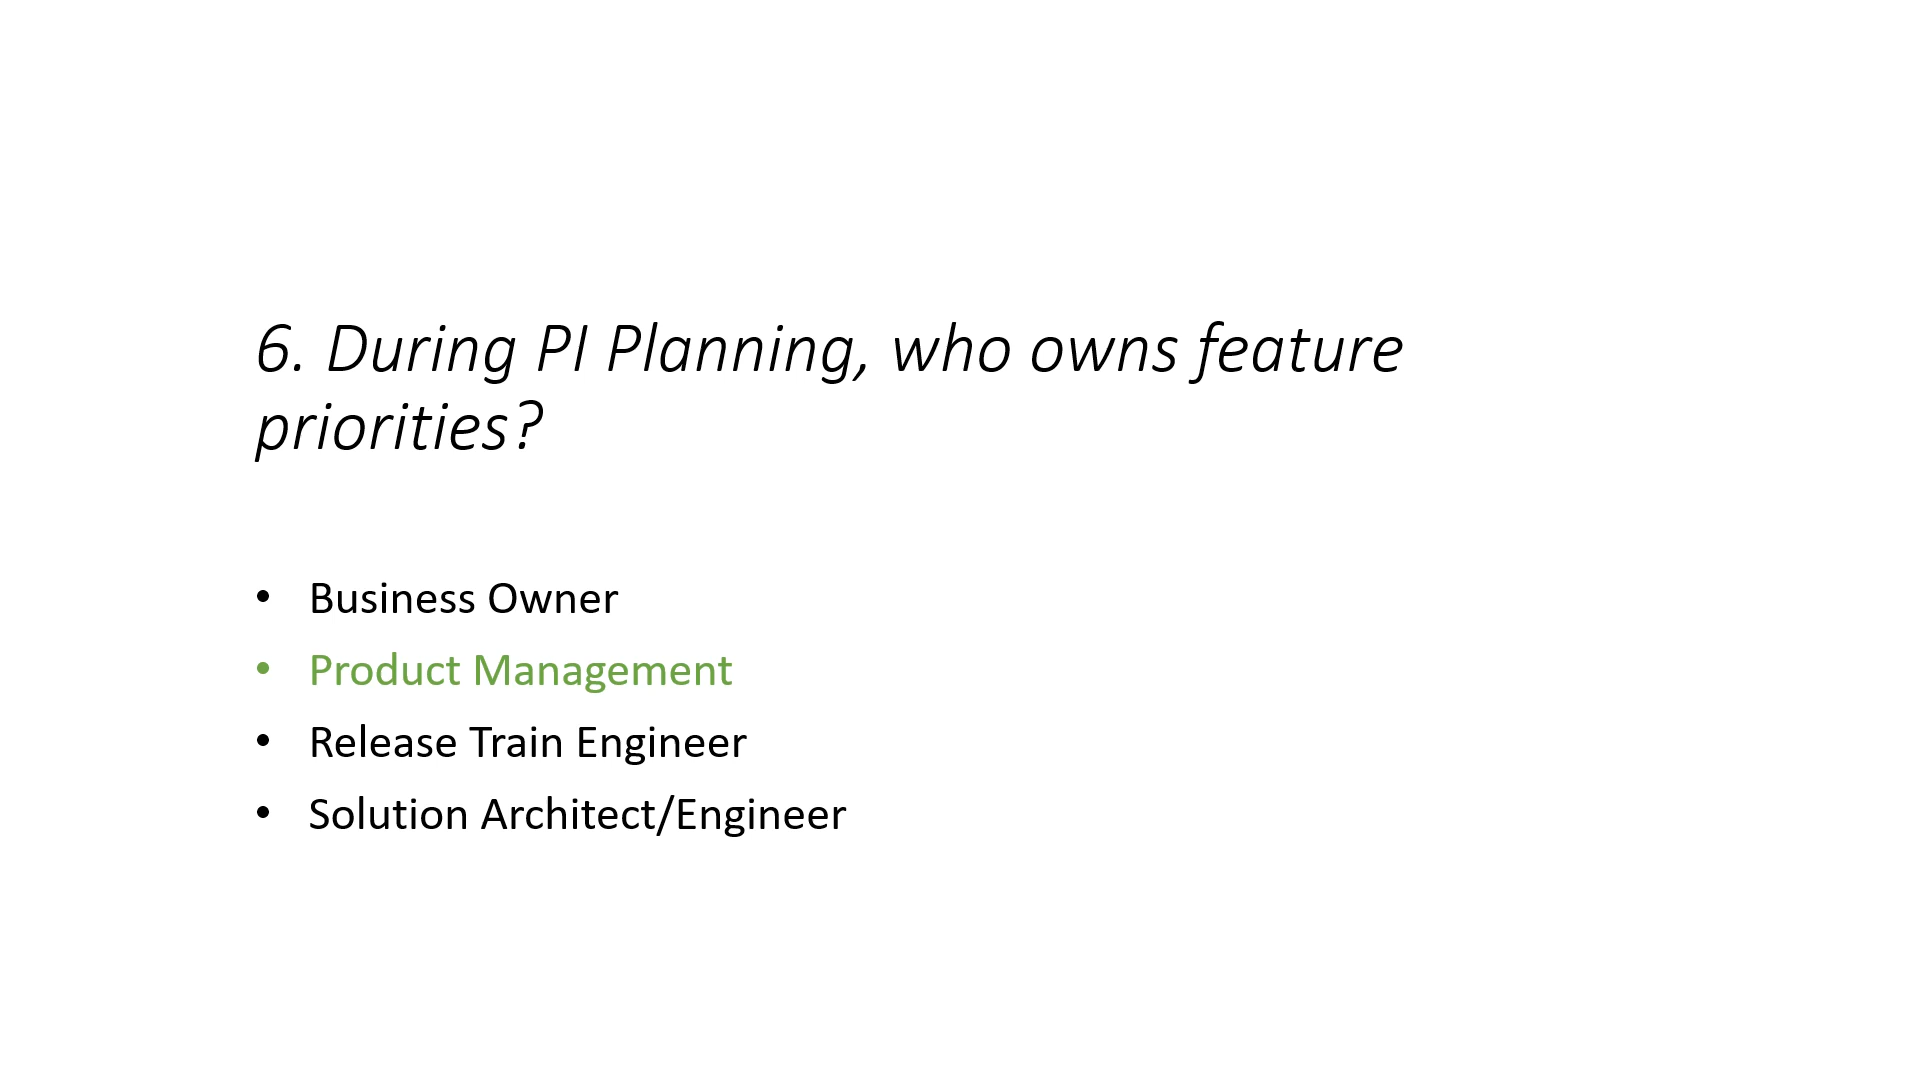 6. During PI Planning, who owns feature
priorities?
• Business Owner
• Product Management
• Release Train Engineer
• Solution Architect/Engineer